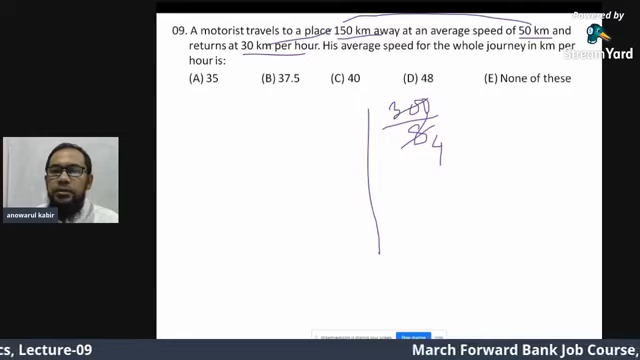 Powered by
StreamYard
09. A motorist travels to a place 150 km away at an average speed of 50 km and
returns at 30 km per hour. His average speed for the whole journey in km per
hour is:
(A) 35 (B) 37.5 (C) 40 (D) 48 (E) None of these
300
8 4
anowarul kabir
cs, Lecture-09 March Forward Bank Job Course,